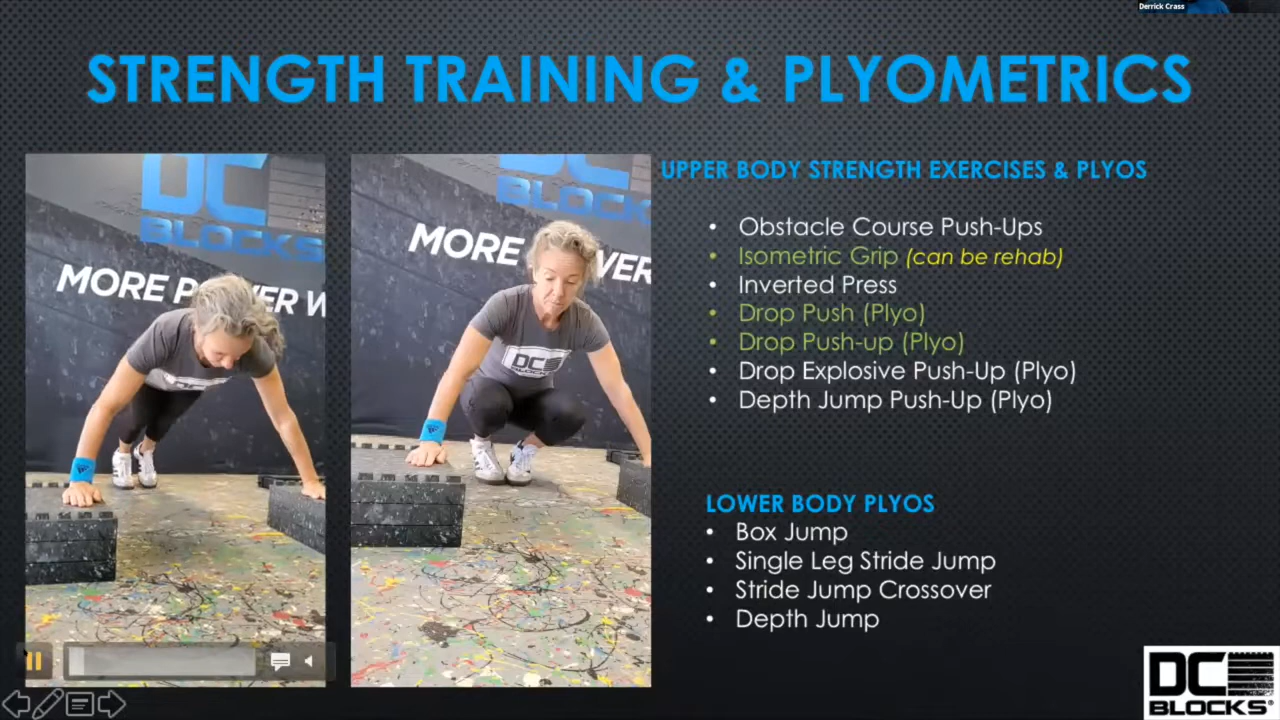 Derrick Crass
STRENGTH TRAINING & PLYOMETRICS
DC
BLOCKS
MORE P WER W
DC
BLOCKS
DC
BLOCKS
MORE WER
DC
BLOCKS
UPPER BODY STRENGTH EXERCISES & PLYOS
• Obstacle Course Push-Ups
• Isometric Grip (can be rehab)
• Inverted Press
• Drop Push (Plyo)
• Drop Push-up (Plyo)
• Drop Explosive Push-Up (Plyo)
• Depth Jump Push-Up (Plyo)
LOWER BODY PLYOS
• Box Jump
• Single Leg Stride Jump
• Stride Jump Crossover
• Depth Jump
DC
BLOCKS®